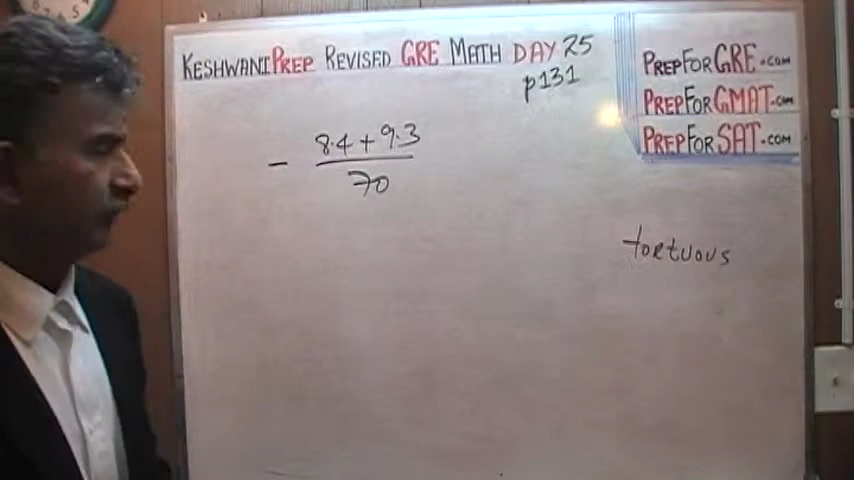 KESHWANIPREP REVISED GRE MATH DAY 25
p131
PREPFORGRE.COM
PREPFORGMAT.COM
PREPFORSAT.COM
- 8.4 + 9.3
70
tortuous